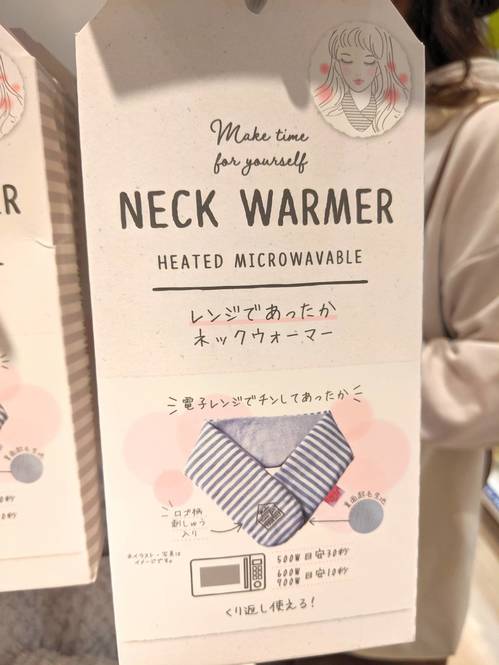 Make time
for yourself
NECK WARMER
HEATED MICROWAVABLE
レンジであったか
ネックウォーマー
電子レンジでチンしてあったか
ロゴ柄
刺しゅう
入り
裏面起毛生地
※イラスト・写真は
イメージです。
500W 目安30秒
600W 目安10秒
900W
くり返し使える!
R